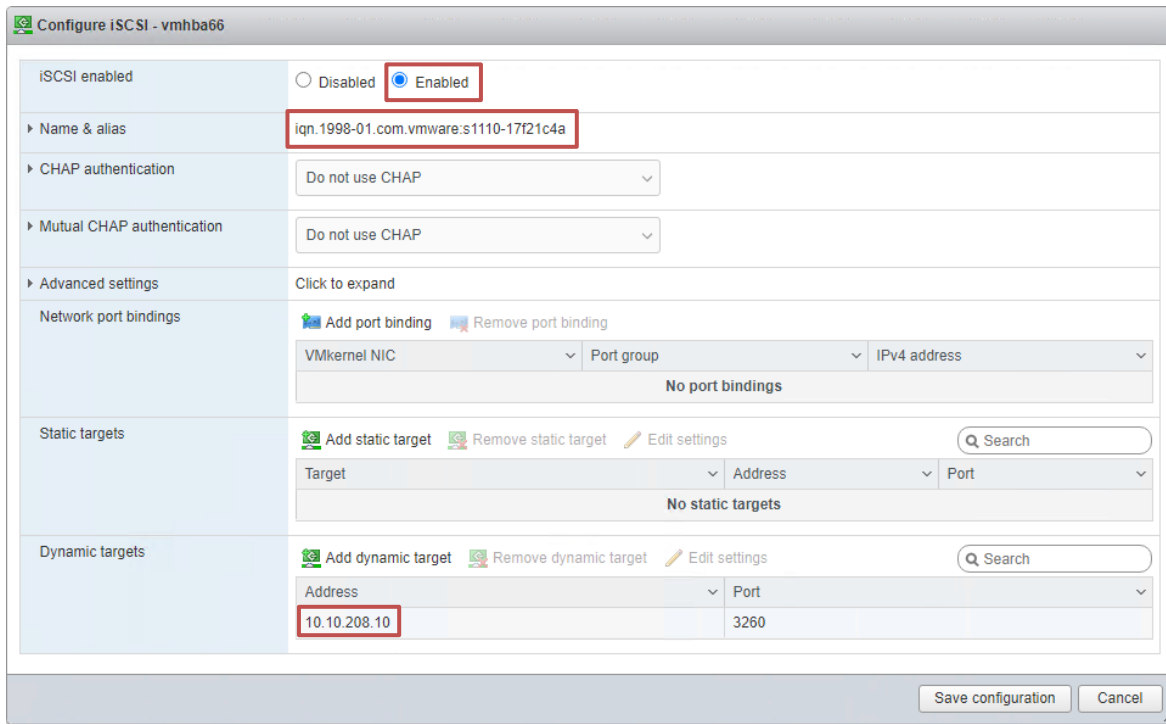 Configure iSCSI - vmhba66
iSCSI enabled
Disabled
Enabled
Name & alias
iqn.1998-01.com.vmware:s1110-17f21c4a
CHAP authentication
Do not use CHAP
Mutual CHAP authentication
Do not use CHAP
Advanced settings
Click to expand
Network port bindings
Add port binding
Remove port binding
VMkernel NIC
Port group
IPv4 address
No port bindings
Static targets
Add static target
Remove static target
Edit settings
Search
Target
Address
Port
No static targets
Dynamic targets
Add dynamic target
Remove dynamic target
Edit settings
Search
Address
Port
10.10.208.10
3260
Save configuration
Cancel